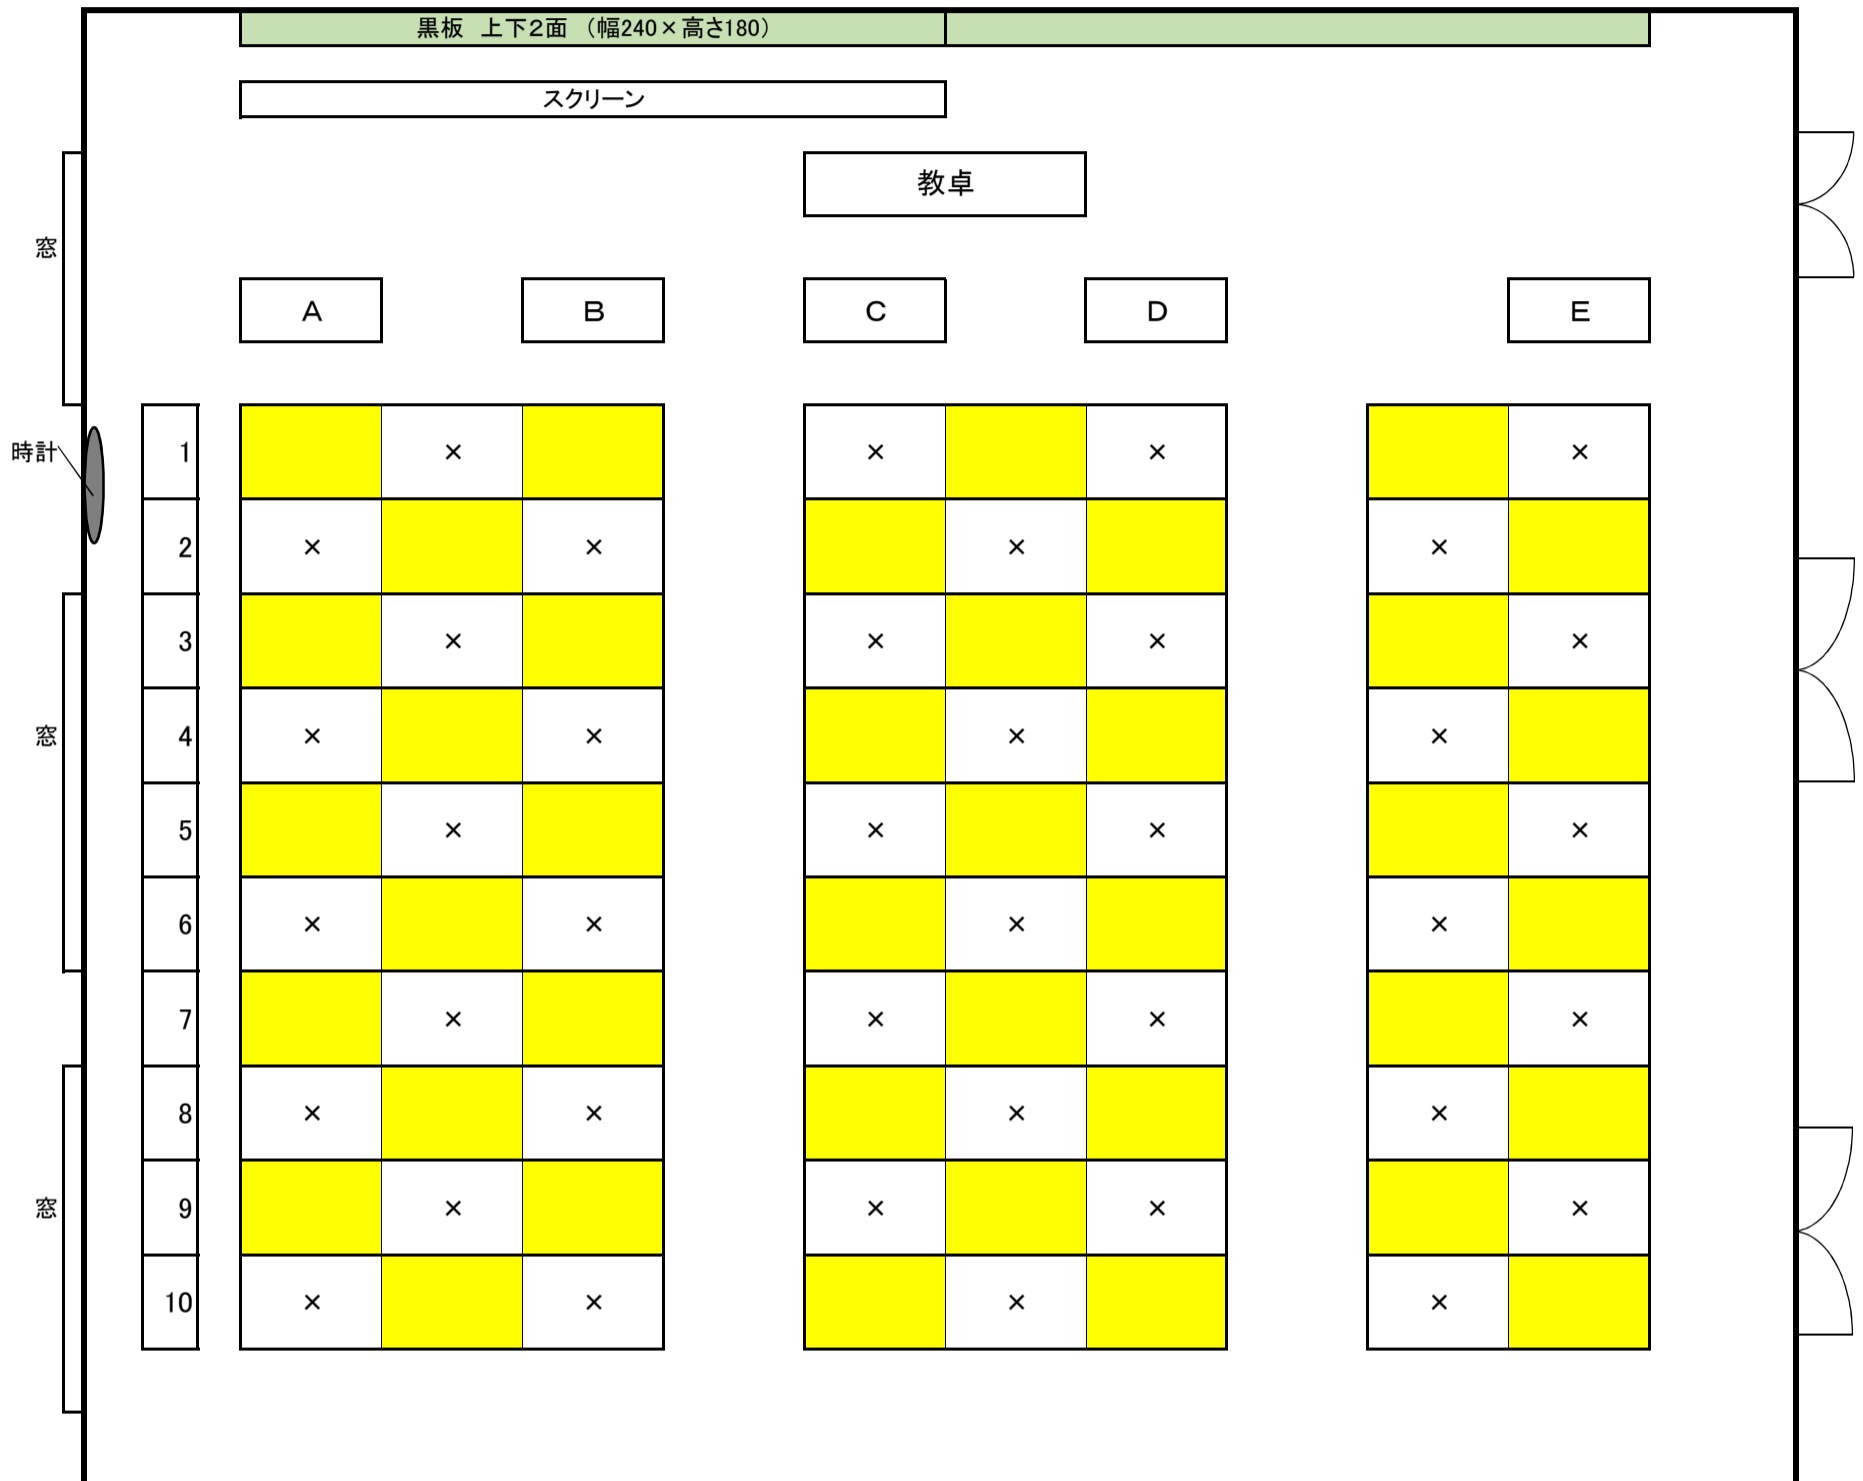 黒板 上下2面 （幅240×高さ180）
スクリーン
教卓
窓
A B C D E
時計
1 × × × ×
2 × × × ×
3 × × × ×
窓
4 × × × ×
5 × × × ×
6 × × × ×
7 × × × ×
8 × × × ×
窓
9 × × × ×
10 × × × ×